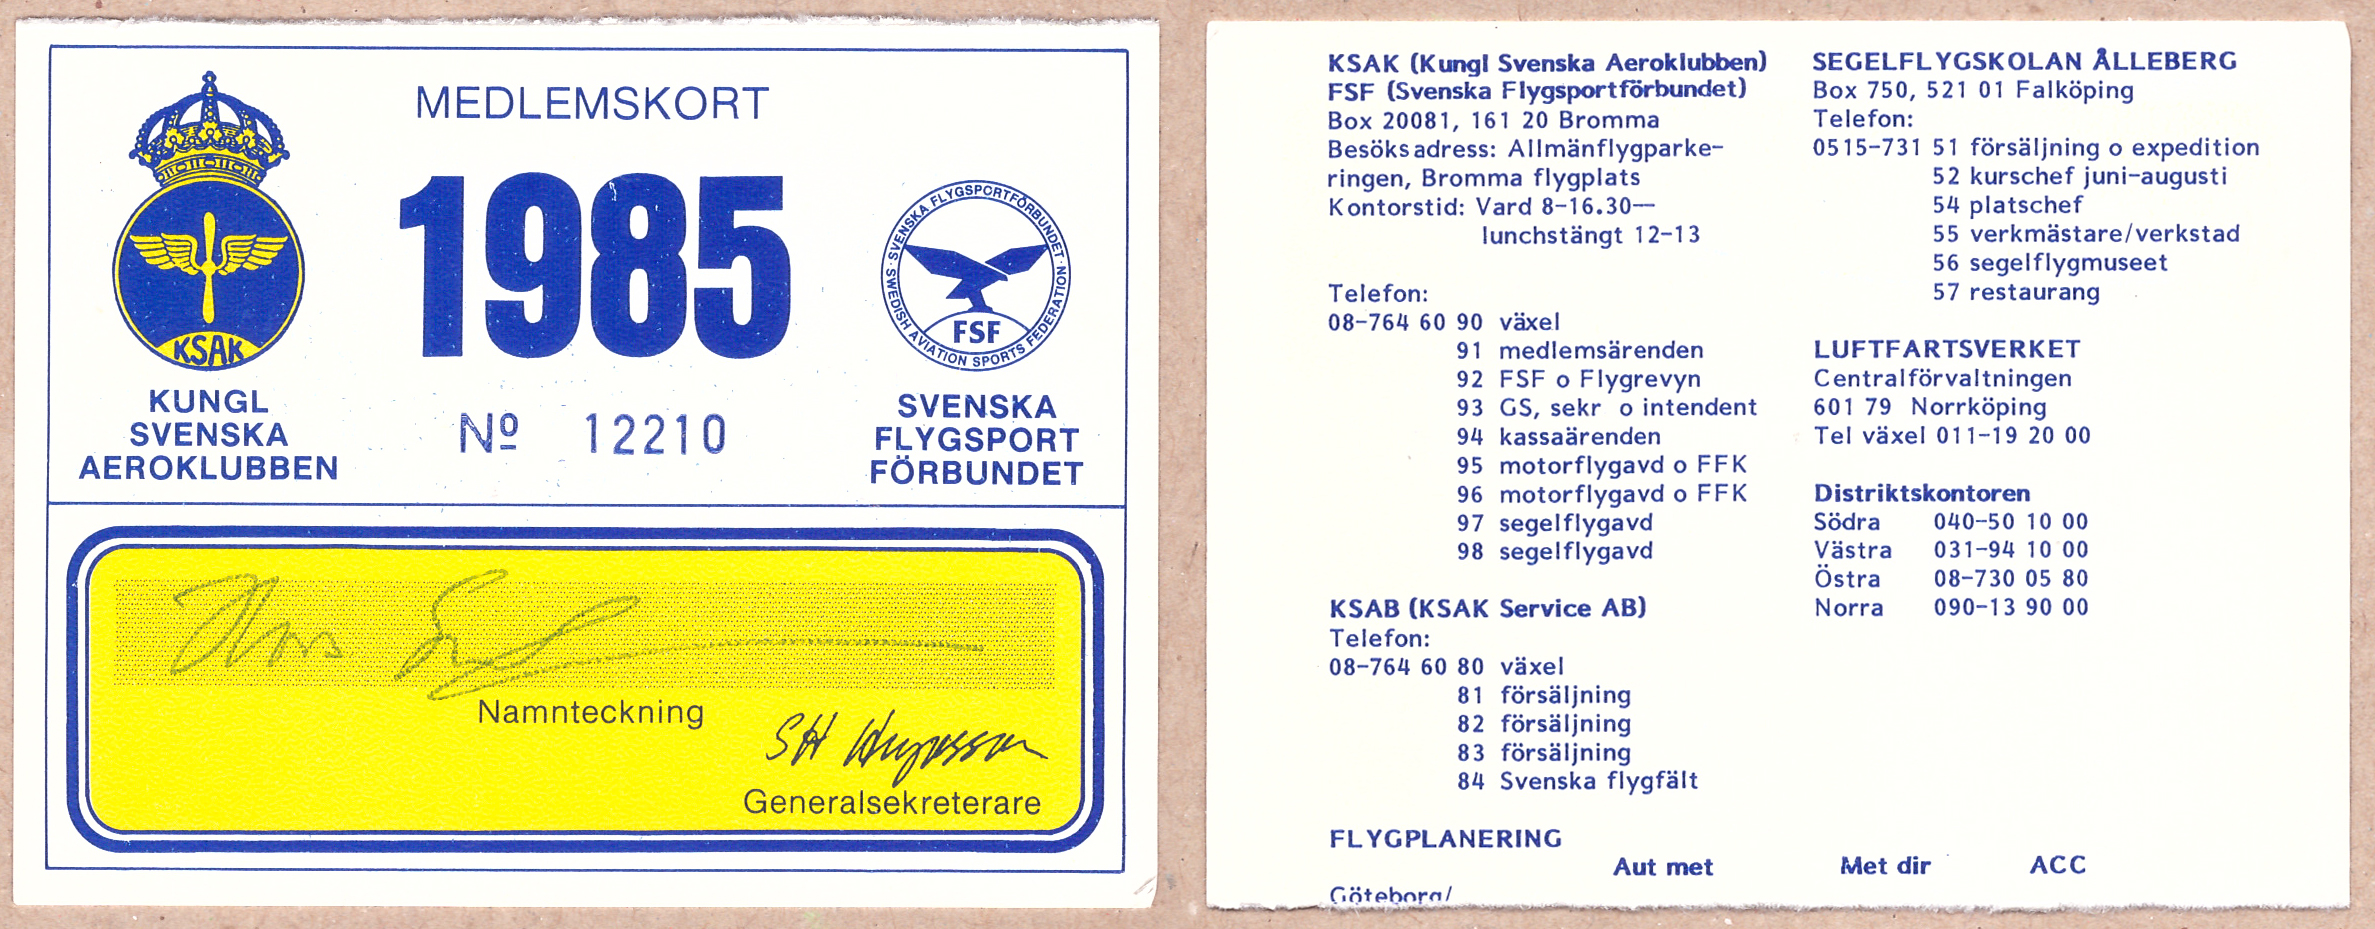 MEDLEMSKORT
1985
Nº 12210
KSAK
KUNGL
SVENSKA
AEROKLUBBEN
SVENSKA FLYGSPORTFÖRBUNDET · SWEDISH AVIATION SPORTS FEDERATION ·
FSF
SVENSKA
FLYGSPORT
FÖRBUNDET
Namnteckning
SH
Generalsekreterare
KSAK (Kungl Svenska Aeroklubben)
FSF (Svenska Flygsportförbundet)
Box 20081, 161 20 Bromma
Besöksadress: Allmänflygparke-
ringen, Bromma flygplats
Kontorstid: Vard 8-16.30—
lunchstängt 12-13
Telefon:
08-764 60 90 växel
91 medlemsärenden
92 FSF o Flygrevyn
93 GS, sekr o intendent
94 kassaärenden
95 motorflygavd o FFK
96 motorflygavd o FFK
97 segelflygavd
98 segelflygavd
KSAB (KSAK Service AB)
Telefon:
08-764 60 80 växel
81 försäljning
82 försäljning
83 försäljning
84 Svenska flygfält
SEGELFLYGSKOLAN ÅLLEBERG
Box 750, 521 01 Falköping
Telefon:
0515-731 51 försäljning o expedition
52 kurschef juni-augusti
54 platschef
55 verkmästare/verkstad
56 segelflygmuseet
57 restaurang
LUFTFARTSVERKET
Centralförvaltningen
601 79 Norrköping
Tel växel 011-19 20 00
Distriktskontoren
Södra 040-50 10 00
Västra 031-94 10 00
Östra 08-730 05 80
Norra 090-13 90 00
FLYGPLANERING
Aut met Met dir ACC
Göteborg/